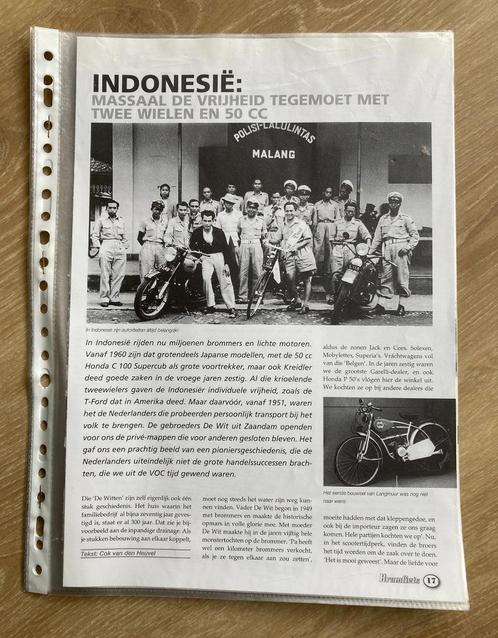 INDONESIË:
MASSAAL DE VRIJHEID TEGEMOET MET
TWEE WIELEN EN 50 CC
POLISI-LALULINTAS
MALANG
In Indonesië zijn autoriteiten altijd belangrijk!
In Indonesië rijden nu miljoenen brommers en lichte motoren.
Vanaf 1960 zijn dat grotendeels Japanse modellen, met de 50 cc
Honda C 100 Supercub als grote voortrekker, maar ook Kreidler
deed goede zaken in de vroege jaren zestig. Al die krioelende
tweewielers gaven de Indonesiër individuele vrijheid, zoals de
T-Ford dat in Amerika deed. Maar daarvóór, vanaf 1951, waren
het de Nederlanders die probeerden persoonlijk transport bij het
volk te brengen. De gebroeders De Wit uit Zaandam openden
voor ons de privé-mappen die voor anderen gesloten bleven. Het
gaf ons een prachtig beeld van een pioniersgeschiedenis, die de
Nederlanders uiteindelijk niet de grote handelssuccessen brach-
ten, die we uit de VOC tijd gewend waren.
aldus de zonen Jack en Cees. Solexen,
Mobylettes, Superia's. Vráchtwagens vol
van die 'Belgen'. In de jaren zestig waren
we de grootste Garelli-dealer, en ook
Honda P 50's vlógen hier de winkel uit.
We kochten ze op bij andere dealers die
Het eerste bouwsel van Langmuur was nog niet
naar wens
Die 'De Witten' zijn zelf eigenlijk ook één
stuk geschiedenis. Het huis waarin het
familiebedrijf al bijna zeventig jaar geves-
tigd is, staat er al 300 jaar. Dat zie je bij-
voorbeeld aan de inpandige drainage. Als
je stukken bebouwing aan elkaar koppelt,
Tekst: Cok van den Heuvel
moet nog steeds het water zijn weg kun-
nen vinden. Vader De Wit begon in 1949
met brommers en maakte de historische
opmars in volle glorie mee. Met moeder
De Wit maakte hij in de jaren vijftig hele
monstertochten op de brommer. 'Pa heeft
wel een kilometer brommers verkocht,
als je ze tegen elkaar aan zou zetten',
moeite hadden met dat kleppengedoe, en
ook bij de importeur zagen ze ons graag
komen. Hele partijen kochten we op'. Nu,
in het scootertijdperk, vinden de broers
het tijd worden om de zaak over te doen.
'Het is mooi geweest'. Maar de liefde voor
Bromfiets 17